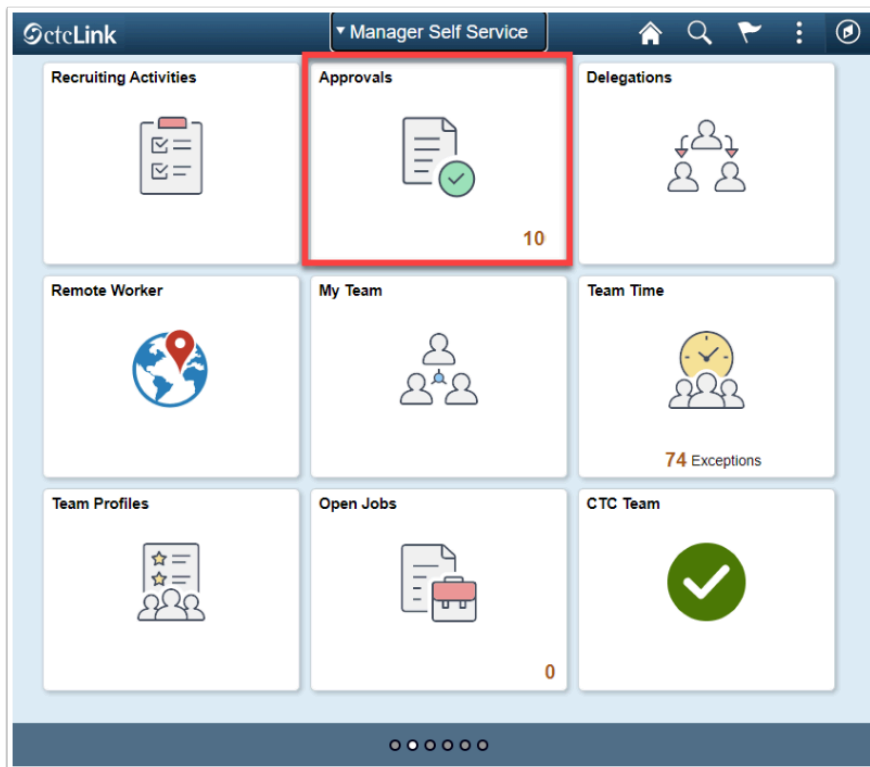 ctcLink
Manager Self Service
Recruiting Activities
Approvals
10
Delegations
Remote Worker
My Team
Team Time
74 Exceptions
Team Profiles
Open Jobs
0
CTC Team